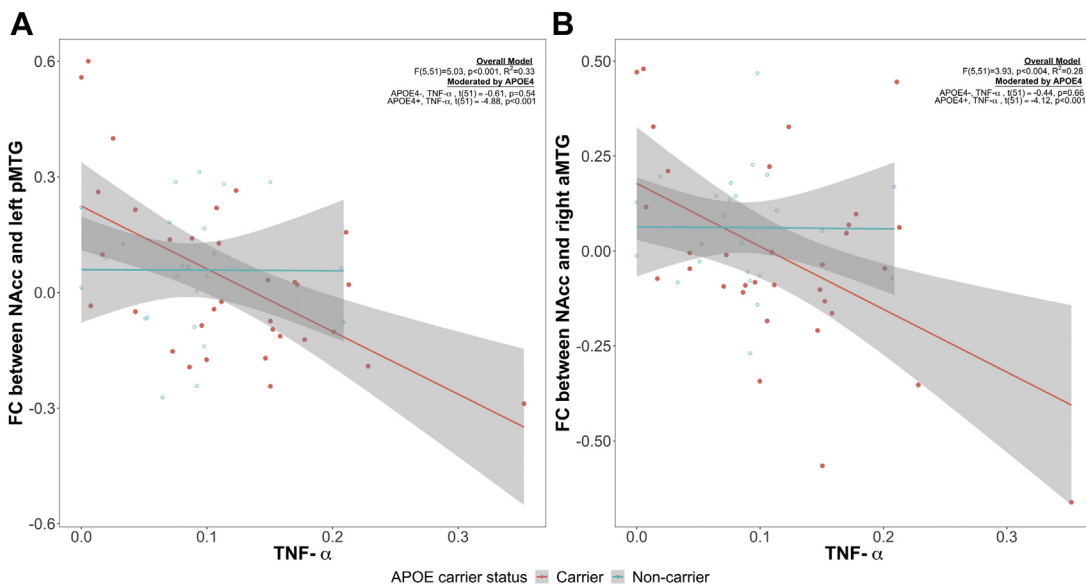 A
Overall Model
F(5,51)=5.03, p<0.001, R²=0.33
Moderated by APOE4
APOE4-, TNF-α, t(51) = -0.61, p=0.54
APOE4+, TNF-α, t(51) = -4.88, p<0.001
FC between NAcc and left pMTG
0.6
0.3
0.0
-0.3
-0.6
0.0 0.1 0.2 0.3
TNF- α
B
Overall Model
F(5,51)=3.93, p<0.004, R²=0.28
Moderated by APOE4
APOE4-, TNF-α , t(51) = -0.44, p=0.66
APOE4+, TNF-α , t(51) = -4.12, p<0.001
FC between NAcc and right aMTG
0.50
0.25
0.00
-0.25
-0.50
0.0 0.1 0.2 0.3
TNF- α
APOE carrier status Carrier Non-carrier